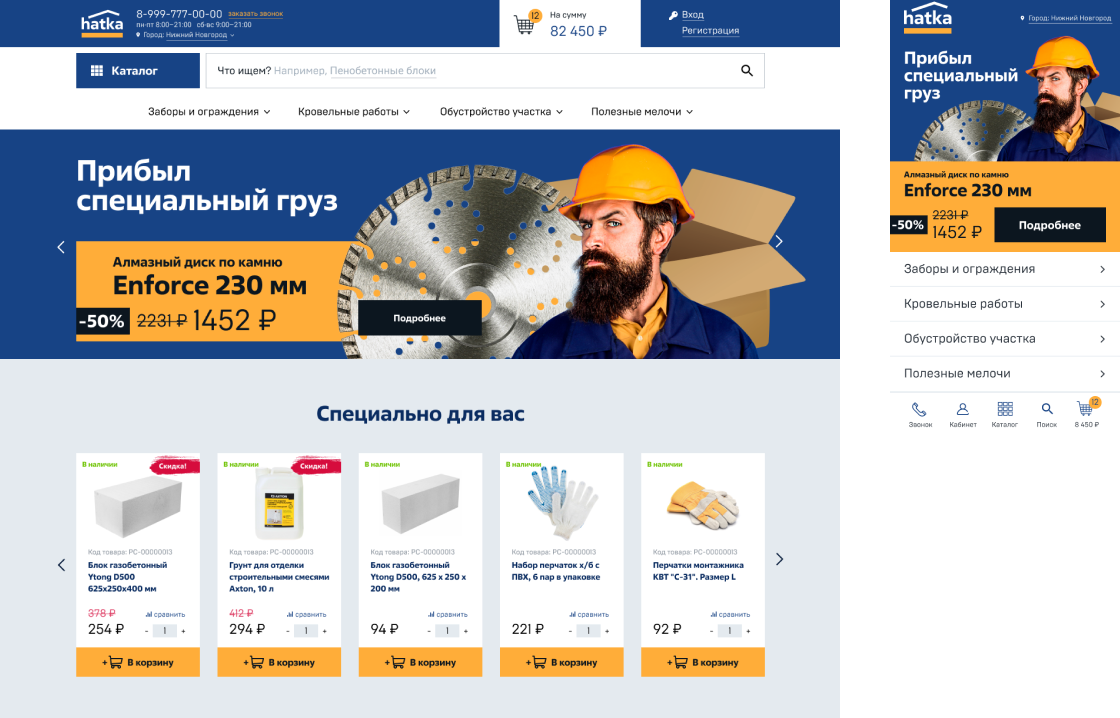 hatka
8-999-777-00-00 заказать звонок
пн-пт 8:00-21:00 сб-вс 9:00-21:00
Город: Нижний Новгород
12
На сумму
82 450 ₽
Вход
Регистрация
Каталог
Что ищем? Например, Пенобетонные блоки
Заборы и ограждения
Кровельные работы
Обустройство участка
Полезные мелочи
Прибыл
специальный груз
Алмазный диск по камню
Enforce 230 мм
-50% 2231 ₽ 1452 ₽
Подробнее
Специально для вас
В наличии
Скидка!
Код товара: РС-00000013
Блок газобетонный
Ytong D500
625х250х400 мм
378 ₽
сравнить
254 ₽
- 1 +
+ В корзину
В наличии
Скидка!
AXTON
Код товара: РС-00000013
Грунт для отделки
строительными смесями
Axton, 10 л
412 ₽
сравнить
294 ₽
- 1 +
+ В корзину
В наличии
Код товара: РС-00000013
Блок газобетонный
Ytong D500, 625 х 250 х
200 мм
сравнить
94 ₽
- 1 +
+ В корзину
В наличии
Код товара: РС-00000013
Набор перчаток х/б с
ПВХ, 6 пар в упаковке
сравнить
221 ₽
- 1 +
+ В корзину
В наличии
Код товара: РС-00000013
Перчатки монтажника
КВТ "С-31". Размер L
сравнить
92 ₽
- 1 +
+ В корзину
hatka
Город: Нижний Новгород
Прибыл
специальный
груз
Алмазный диск по камню
Enforce 230 мм
-50%
2231 ₽
1452 ₽
Подробнее
Заборы и ограждения
Кровельные работы
Обустройство участка
Полезные мелочи
12
Звонок
Кабинет
Каталог
Поиск
8 450 ₽